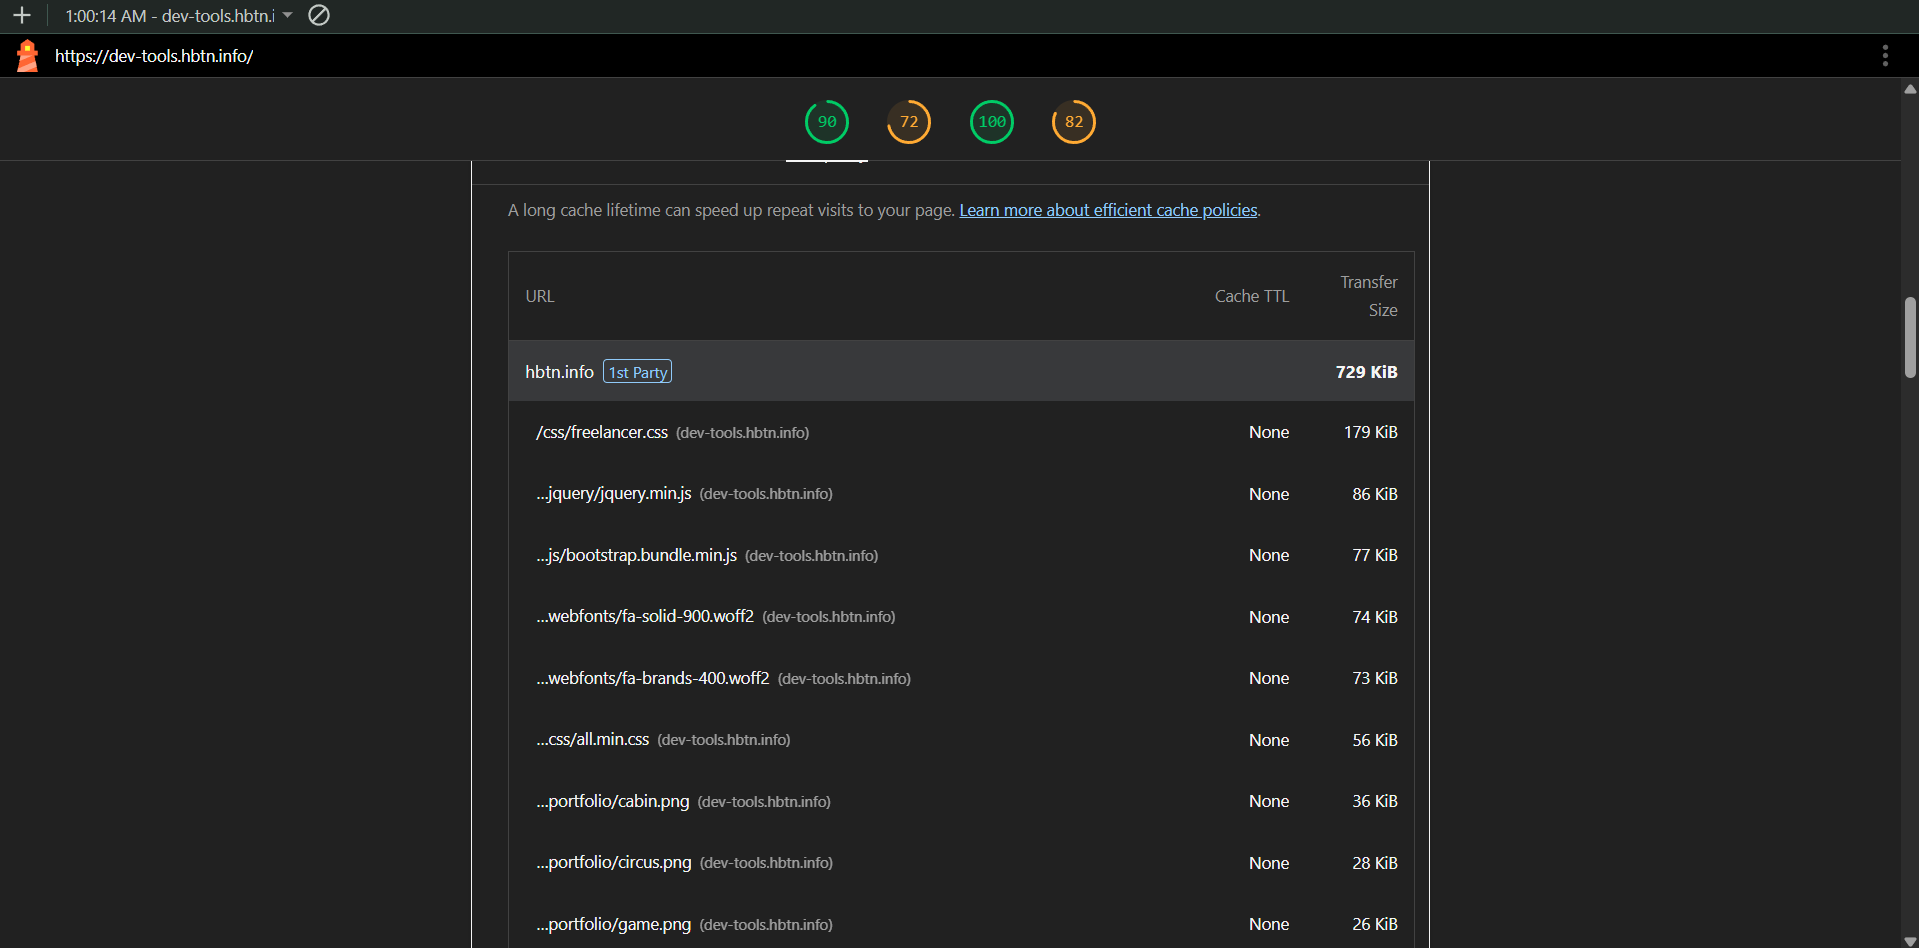 1:00:14 AM - dev-tools.hbtn.i
https://dev-tools.hbtn.info/
90 72 100 82
A long cache lifetime can speed up repeat visits to your page. Learn more about efficient cache policies.
URL Cache TTL Transfer Size
hbtn.info 1st Party 729 KiB
/css/freelancer.css (dev-tools.hbtn.info) None 179 KiB
...jquery/jquery.min.js (dev-tools.hbtn.info) None 86 KiB
...js/bootstrap.bundle.min.js (dev-tools.hbtn.info) None 77 KiB
...webfonts/fa-solid-900.woff2 (dev-tools.hbtn.info) None 74 KiB
...webfonts/fa-brands-400.woff2 (dev-tools.hbtn.info) None 73 KiB
...css/all.min.css (dev-tools.hbtn.info) None 56 KiB
...portfolio/cabin.png (dev-tools.hbtn.info) None 36 KiB
...portfolio/circus.png (dev-tools.hbtn.info) None 28 KiB
...portfolio/game.png (dev-tools.hbtn.info) None 26 KiB